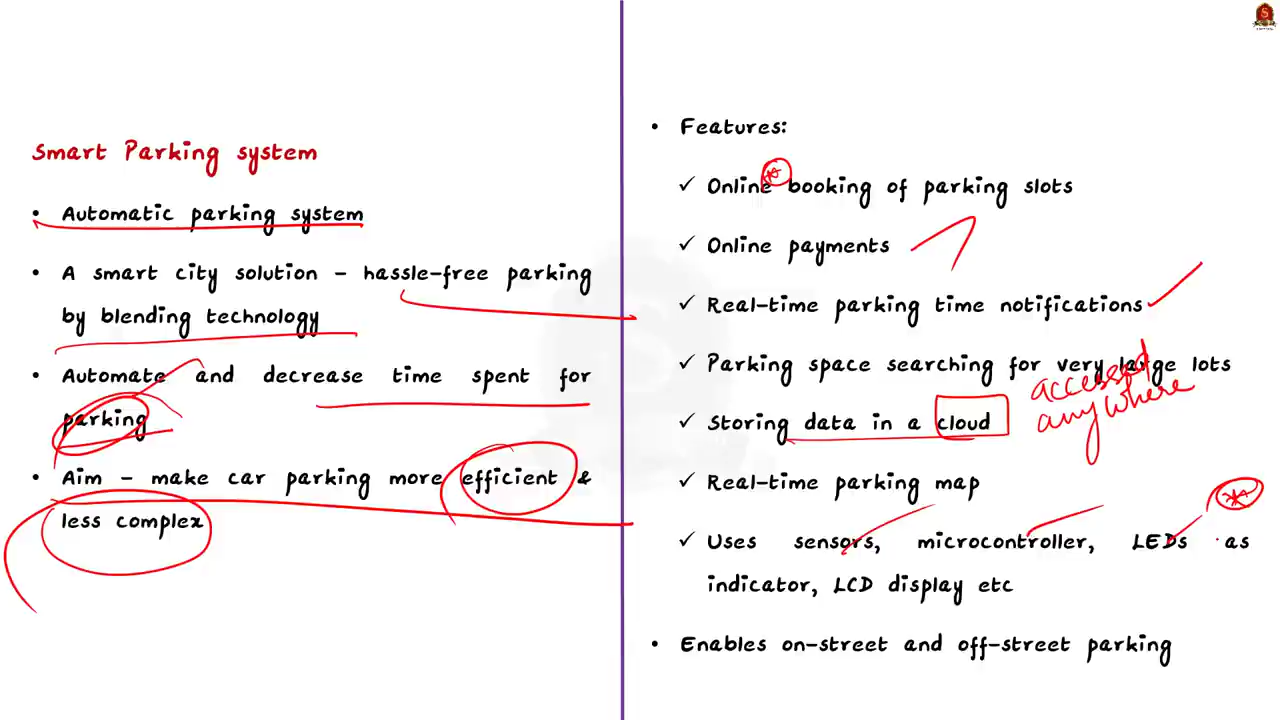 Smart Parking system
• Automatic parking system
• A smart city solution - hassle-free parking
by blending technology
• Automate and decrease time spent for
parking
• Aim - make car parking more efficient &
less complex
• Features:
✓ Online booking of parking slots
✓ Online payments
✓ Real-time parking time notifications
✓ Parking space searching for very large lots
accessed
anywhere
✓ Storing data in a cloud
✓ Real-time parking map
✓ Uses sensors, microcontroller, LEDs as
indicator, LCD display etc
• Enables on-street and off-street parking